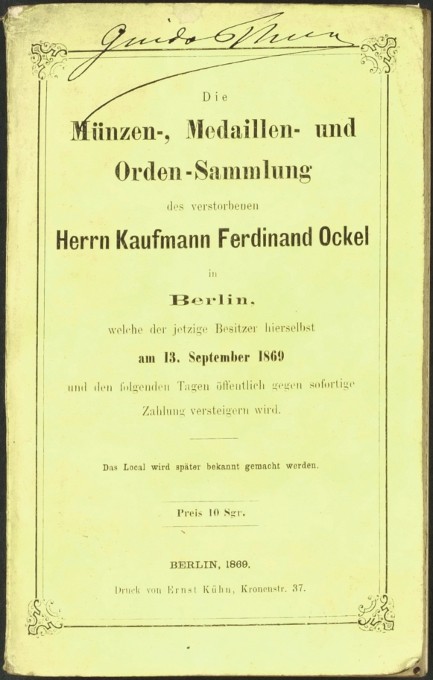 Guido
Die
Münzen-, Medaillen- und
Orden-Sammlung
des verstorbenen
Herrn Kaufmann Ferdinand Ockel
in
Berlin,
welche der jetzige Besitzer hierselbst
am 13. September 1869
und den folgenden Tagen öffentlich gegen sofortige
Zahlung versteigern wird.
Das Local wird später bekannt gemacht werden.
Preis 10 Sgr.
BERLIN, 1869.
Druck von Ernst Kühn, Kronenstr. 37.